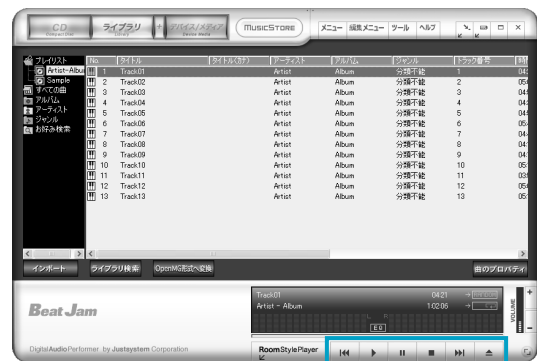 CD ライブラリ + デバイス/メディア MUSICSTORE メニュー 編集メニュー ツール ヘルプ
Compact Disc Library Device Media
プレイリスト No. タイトル タイトル(カナ) アーティスト アルバム ジャンル トラック番号
Artist-Albu 1 Track01 Artist Album 分類不能 1
Sample 2 Track02 Artist Album 分類不能 2
すべての曲 3 Track03 Artist Album 分類不能 3
アルバム 4 Track04 Artist Album 分類不能 4
アーティスト 5 Track05 Artist Album 分類不能 5
ジャンル 6 Track06 Artist Album 分類不能 6
お好み検索 7 Track07 Artist Album 分類不能 7
8 Track08 Artist Album 分類不能 8
9 Track09 Artist Album 分類不能 9
10 Track10 Artist Album 分類不能 10
11 Track11 Artist Album 分類不能 11
12 Track12 Artist Album 分類不能 12
13 Track13 Artist Album 分類不能 13
インポート ライブラリ検索 OpenMG形式へ変換 曲のプロパティ
Track01 04:21
Artist - Album 1:02:06
EQ
VOLUME
Beat Jam
DigitalAudioPerformer by Justsystem Corporation
RoomStylePlayer